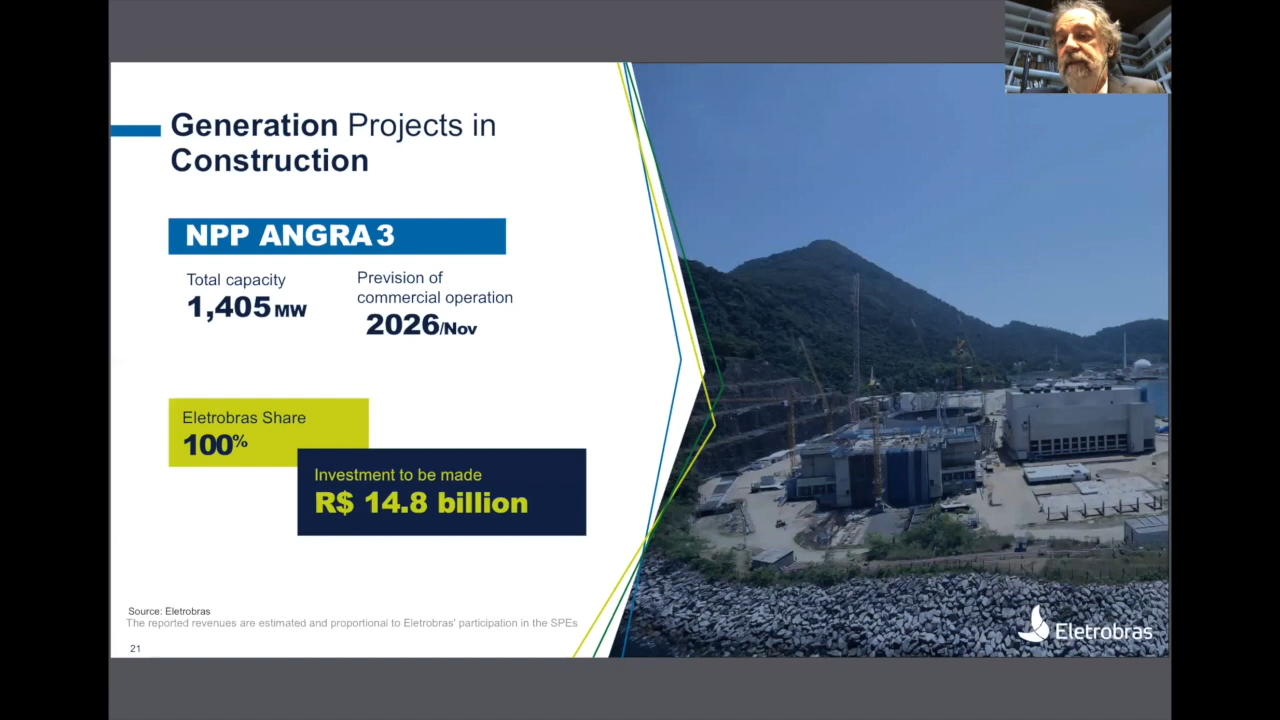 Generation Projects in
Construction
NPP ANGRA 3
Total capacity
1,405 MW
Prevision of
commercial operation
2026/Nov
Eletrobras Share
100%
Investment to be made
R$ 14.8 billion
Source: Eletrobras
The reported revenues are estimated and proportional to Eletrobras' participation in the SPEs
21
Eletrobras